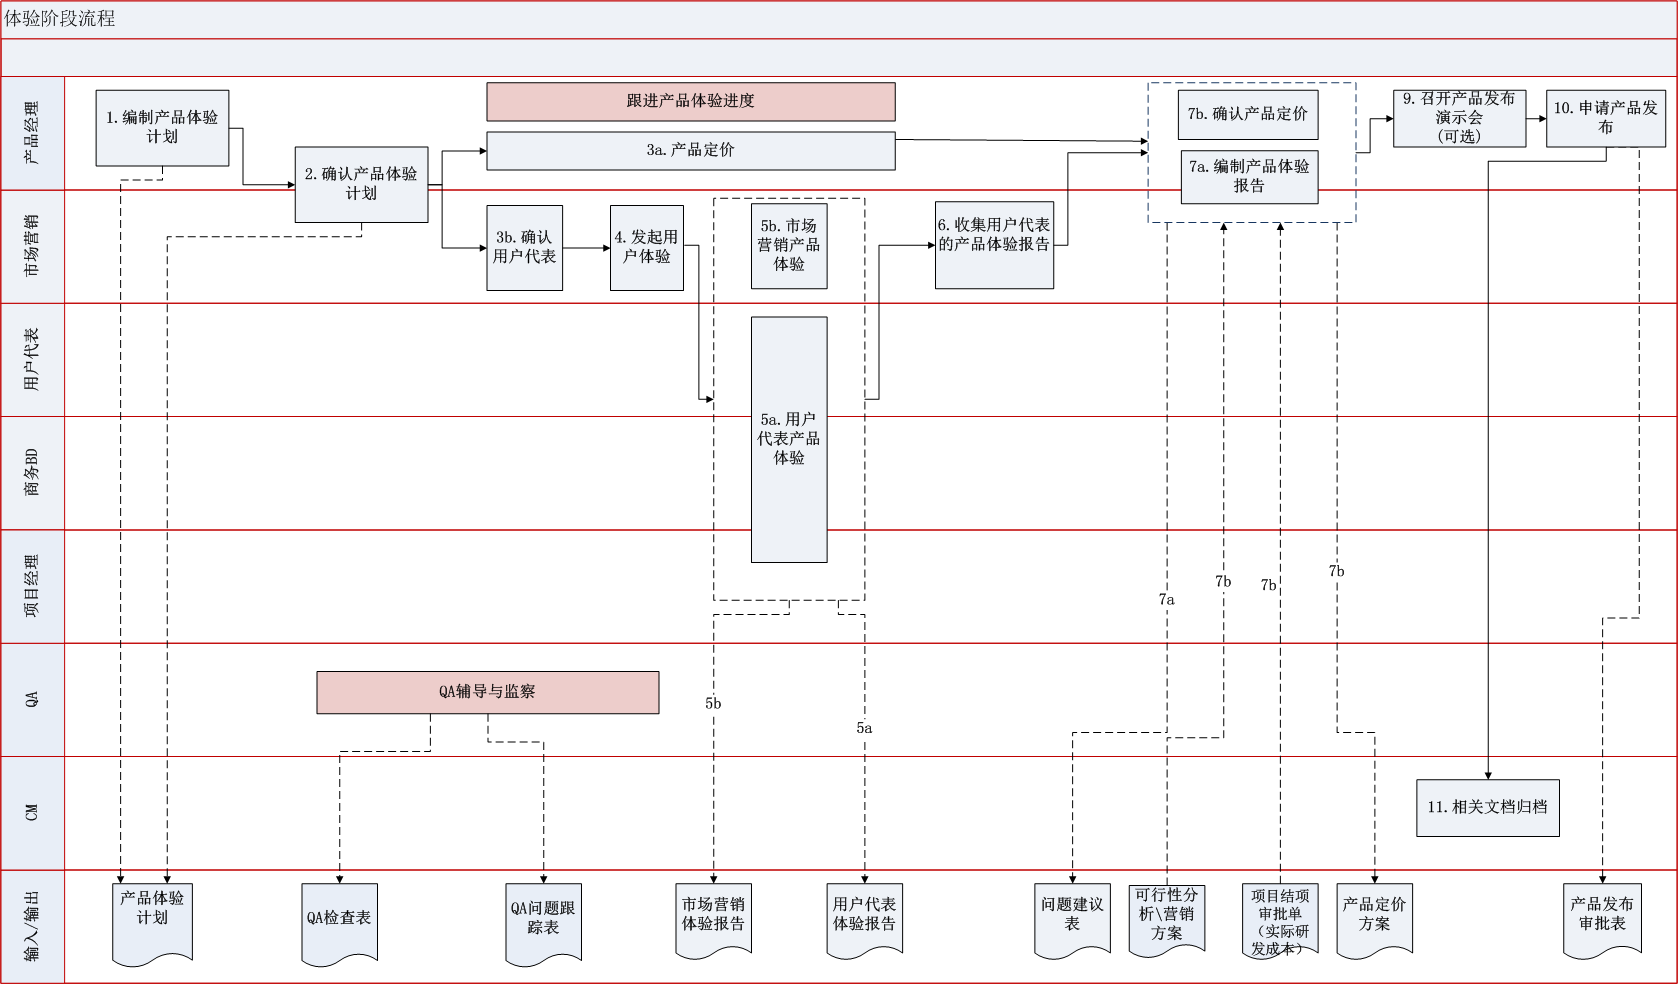 体验阶段流程
产品经理
1.编制产品体验
计划
2.确认产品体验
计划
跟进产品体验进度
3a.产品定价
7b.确认产品定价
7a.编制产品体验
报告
9.召开产品发布
演示会
(可选)
10.申请产品发
布
市场营销
3b.确认
用户代表
4.发起用
户体验
5b.市场
营销产品
体验
6.收集用户代表
的产品体验报告
用户代表
5a.用户
代表产品
体验
商务BD
项目经理
7a
7b
7b
7b
QA
QA辅导与监察
5b
5a
CM
11.相关文档归档
输入/输出
产品体验
计划
QA检查表
QA问题跟
踪表
市场营销
体验报告
用户代表
体验报告
问题建议
表
可行性分
析\营销
方案
项目结项
审批单
（实际研
发成本）
产品定价
方案
产品发布
审批表